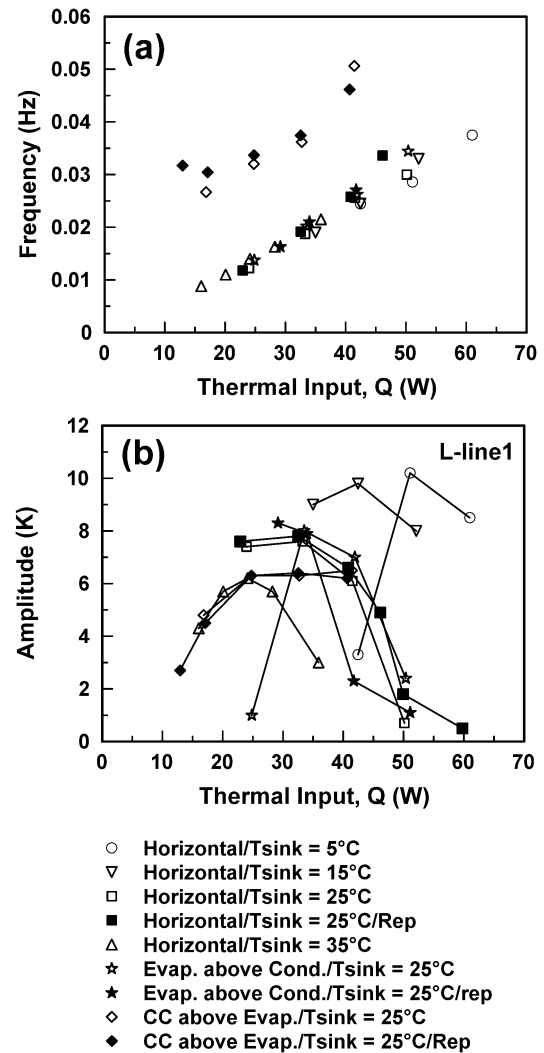 0.06
(a)
0.05
0.04
0.03
0.02
0.01
0
Frequency (Hz)
0 10 20 30 40 50 60 70
Therrmal Input, Q (W)
12
(b)
L-line1
10
8
6
4
2
0
Amplitude (K)
0 10 20 30 40 50 60 70
Thermal Input, Q (W)
Horizontal/Tsink = 5°C
Horizontal/Tsink = 15°C
Horizontal/Tsink = 25°C
Horizontal/Tsink = 25°C/Rep
Horizontal/Tsink = 35°C
Evap. above Cond./Tsink = 25°C
Evap. above Cond./Tsink = 25°C/rep
CC above Evap./Tsink = 25°C
CC above Evap./Tsink = 25°C/Rep